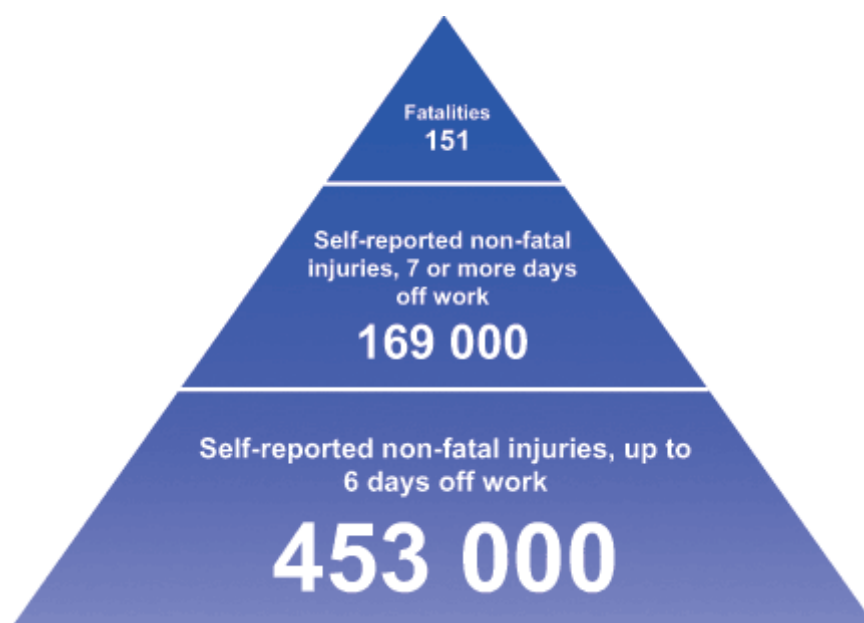 Fatalities
151
Self-reported non-fatal
injuries, 7 or more days
off work
169 000
Self-reported non-fatal injuries, up to
6 days off work
453 000